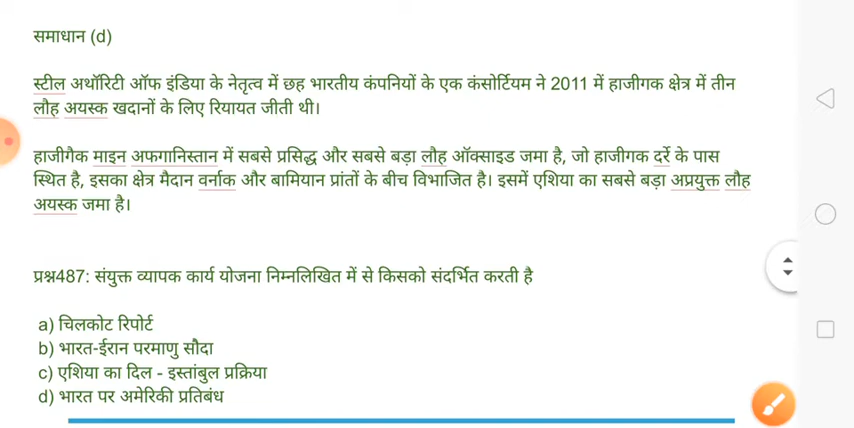 समाधान (d)
स्टील अथॉरिटी ऑफ इंडिया के नेतृत्व में छह भारतीय कंपनियों के एक कंसोर्टियम ने 2011 में हाजीगक क्षेत्र में तीन
लौह अयस्क खदानों के लिए रियायत जीती थी।
हाजीगैक माइन अफगानिस्तान में सबसे प्रसिद्ध और सबसे बड़ा लौह ऑक्साइड जमा है, जो हाजीगक दर्रे के पास
स्थित है, इसका क्षेत्र मैदान वर्नाक और बामियान प्रांतों के बीच विभाजित है। इसमें एशिया का सबसे बड़ा अप्रयुक्त लौह
अयस्क जमा है।
प्रश्न487: संयुक्त व्यापक कार्य योजना निम्नलिखित में से किसको संदर्भित करती है
a) चिलकोट रिपोर्ट
b) भारत-ईरान परमाणु सौदा
c) एशिया का दिल - इस्तांबुल प्रक्रिया
d) भारत पर अमेरिकी प्रतिबंध